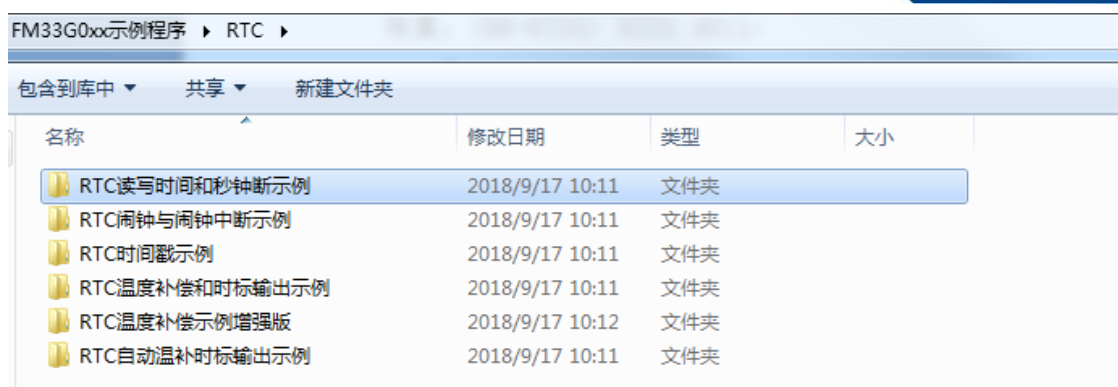 FM33G0xx示例程序 ▸ RTC ▸
包含到库中 ▼ 共享 ▼ 新建文件夹
名称 修改日期 类型 大小
RTC读写时间和秒钟断示例 2018/9/17 10:11 文件夹
RTC闹钟与闹钟中断示例 2018/9/17 10:11 文件夹
RTC时间戳示例 2018/9/17 10:11 文件夹
RTC温度补偿和时标输出示例 2018/9/17 10:11 文件夹
RTC温度补偿示例增强版 2018/9/17 10:12 文件夹
RTC自动温补时标输出示例 2018/9/17 10:11 文件夹